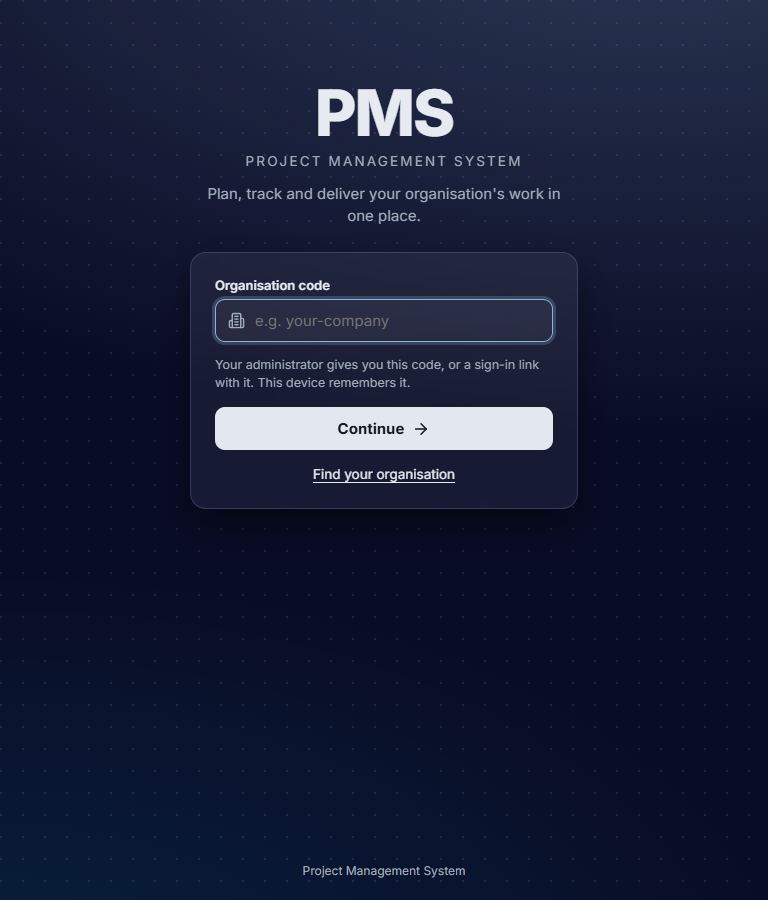 PMS
PROJECT MANAGEMENT SYSTEM
Plan, track and deliver your organisation's work in
one place.
Organisation code
e.g. your-company
Your administrator gives you this code, or a sign-in link
with it. This device remembers it.
Continue
Find your organisation
Project Management System